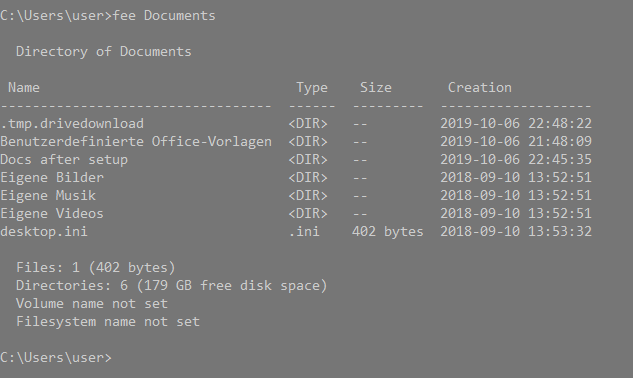 C:\Users\user>fee Documents
Directory of Documents
Name Type Size Creation
---------------------------------- ------ --------- -------------------
.tmp.drivedownload <DIR> -- 2019-10-06 22:48:22
Benutzerdefinierte Office-Vorlagen <DIR> -- 2019-10-06 21:48:09
Docs after setup <DIR> -- 2019-10-06 22:45:35
Eigene Bilder <DIR> -- 2018-09-10 13:52:51
Eigene Musik <DIR> -- 2018-09-10 13:52:51
Eigene Videos <DIR> -- 2018-09-10 13:52:51
desktop.ini .ini 402 bytes 2018-09-10 13:53:32
Files: 1 (402 bytes)
Directories: 6 (179 GB free disk space)
Volume name not set
Filesystem name not set
C:\Users\user>